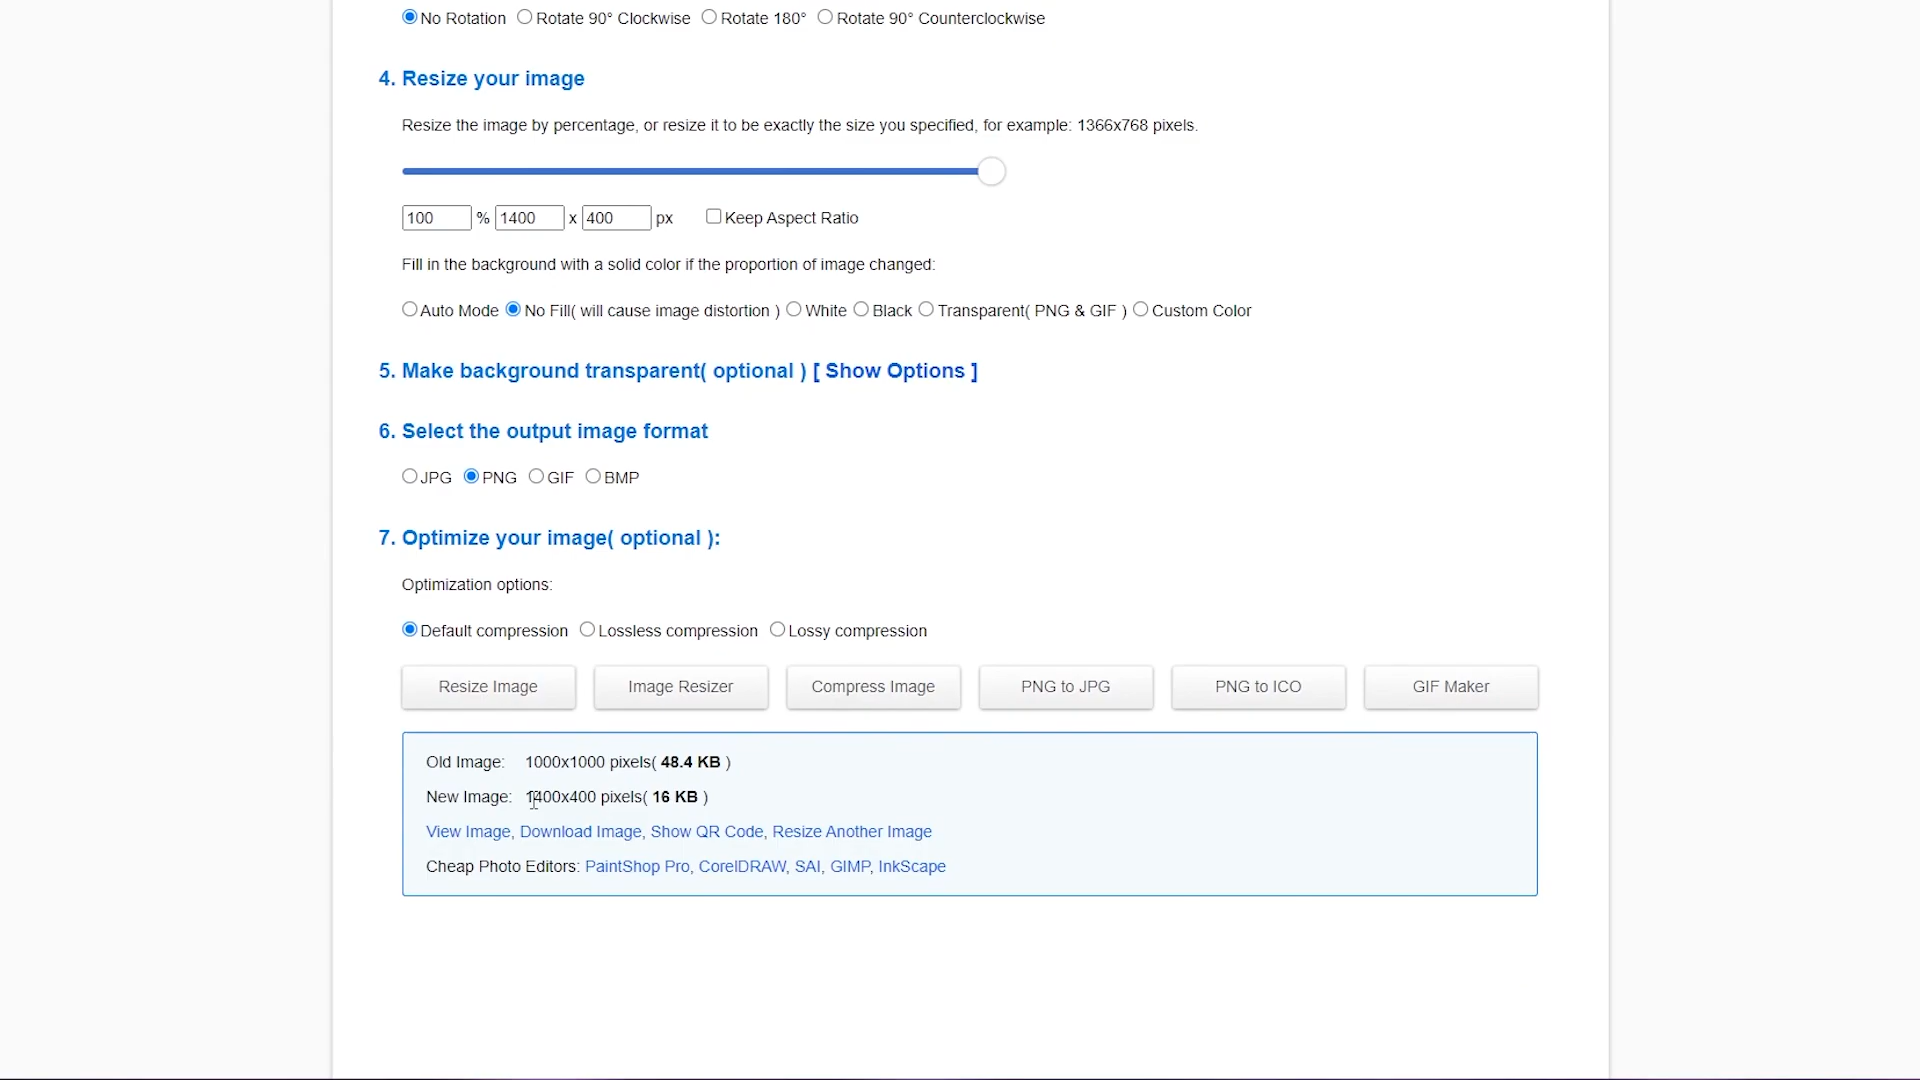 No Rotation Rotate 90° Clockwise Rotate 180° Rotate 90° Counterclockwise
4. Resize your image
Resize the image by percentage, or resize it to be exactly the size you specified, for example: 1366x768 pixels.
100 % 1400 x 400 px Keep Aspect Ratio
Fill in the background with a solid color if the proportion of image changed:
Auto Mode No Fill( will cause image distortion ) White Black Transparent( PNG & GIF ) Custom Color
5. Make background transparent( optional ) [ Show Options ]
6. Select the output image format
JPG PNG GIF BMP
7. Optimize your image( optional ):
Optimization options:
Default compression Lossless compression Lossy compression
Resize Image Image Resizer Compress Image PNG to JPG PNG to ICO GIF Maker
Old Image: 1000x1000 pixels( 48.4 KB )
New Image: 1400x400 pixels( 16 KB )
View Image, Download Image, Show QR Code, Resize Another Image
Cheap Photo Editors: PaintShop Pro, CorelDRAW, SAI, GIMP, InkScape